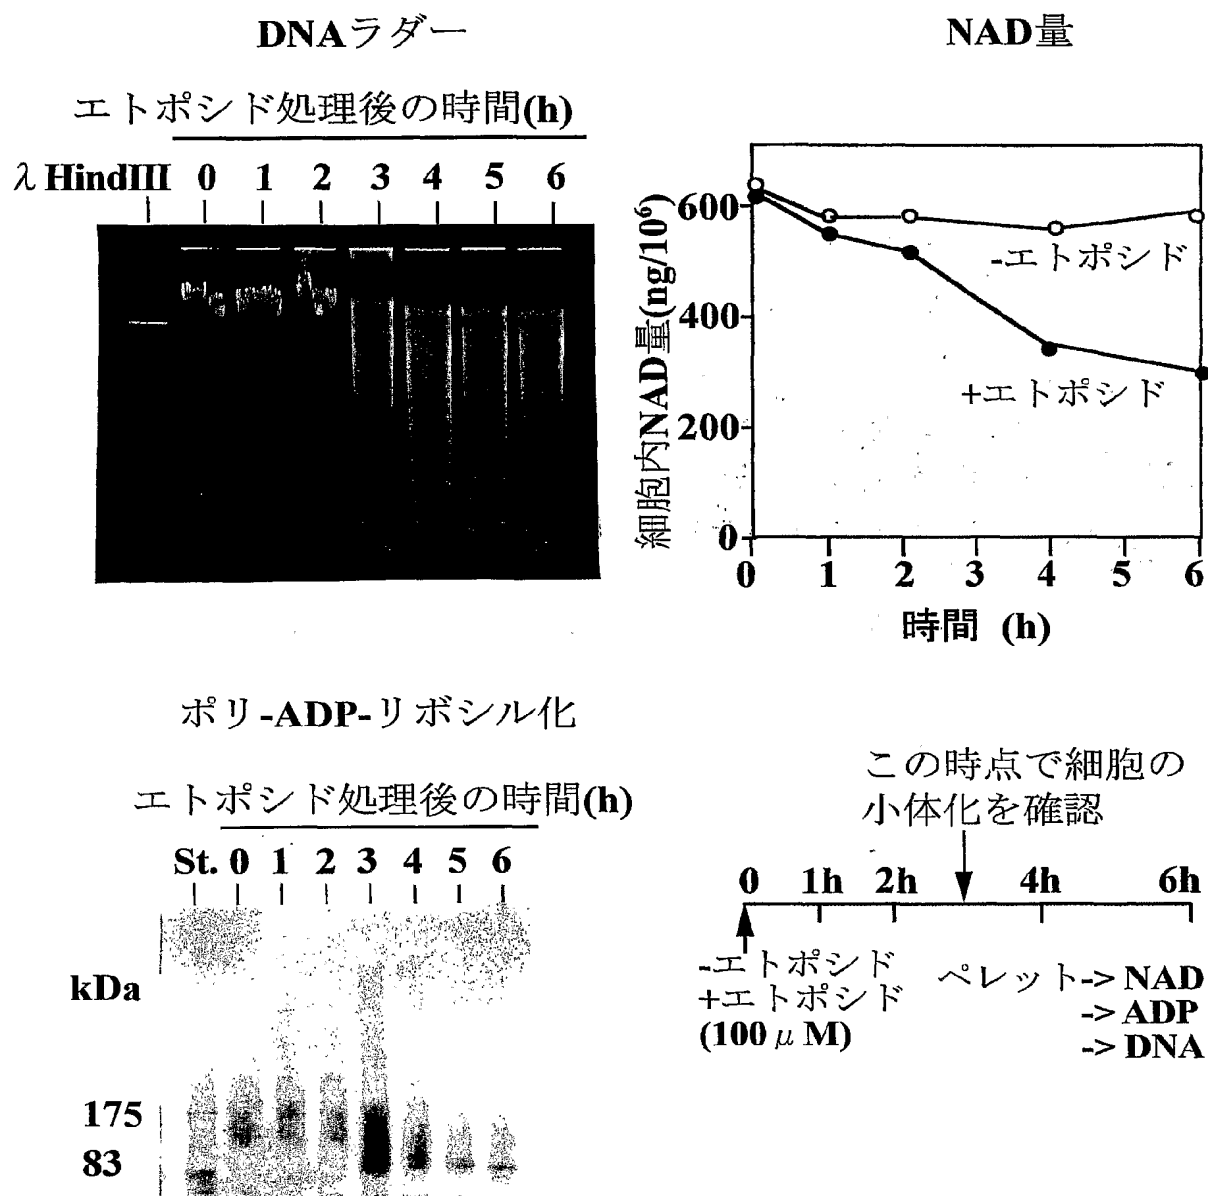 DNAラダー
エトポシド処理後の時間(h)
λ HindIII 0 1 2 3 4 5 6
NAD量
細胞内NAD量(ng/10⁶)
600
400
200
0
-エトポシド
+エトポシド
0 1 2 3 4 5 6
時間 (h)
ポリ-ADP-リボシル化
エトポシド処理後の時間(h)
St. 0 1 2 3 4 5 6
kDa
175
83
この時点で細胞の
小体化を確認
0 1h 2h 4h 6h
-エトポシド
+エトポシド
(100 μ M)
ペレット-> NAD
-> ADP
-> DNA